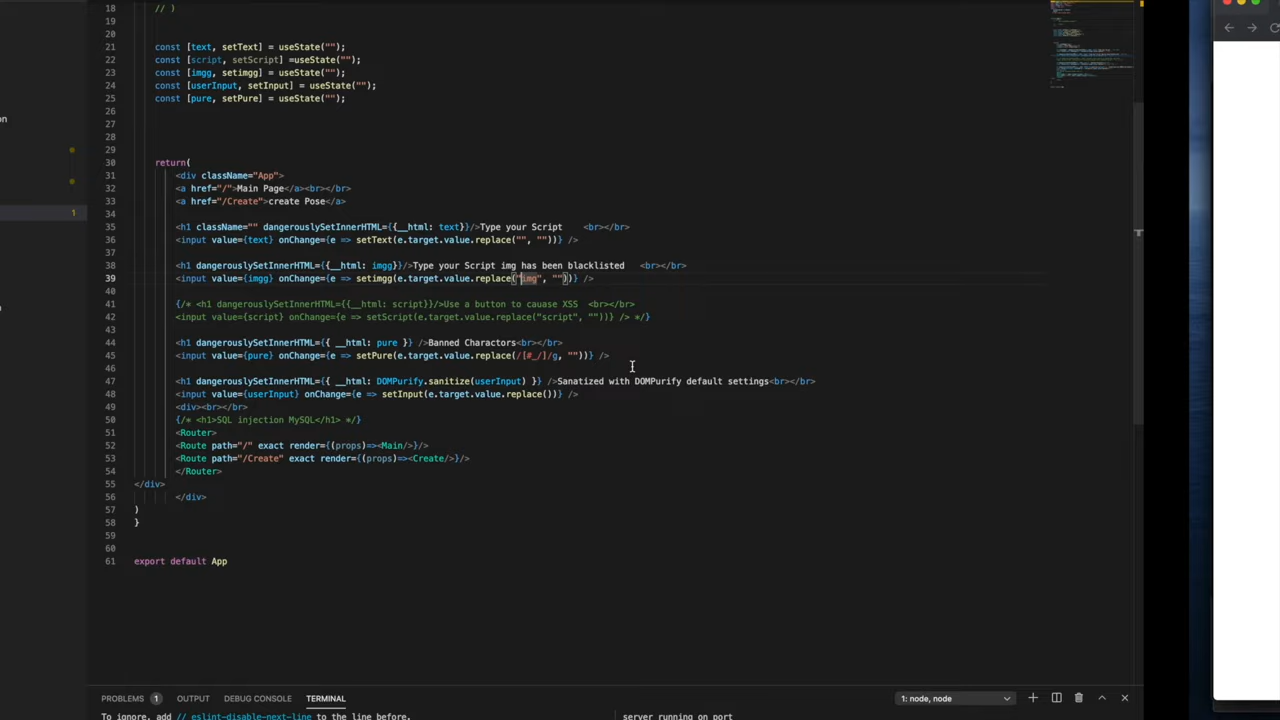 18 // )
19
20
21 const [text, setText] = useState("");
22 const [script, setScript] =useState("");
23 const [imgg, setimgg] = useState("");
24 const [userInput, setInput] = useState("");
25 const [pure, setPure] = useState("");
26
27
28
29
30 return(
31 <div className="App">
32 <a href="/">Main Page</a><br></br>
33 <a href="/Create">create Pose</a>
34
35 <h1 className="" dangerouslySetInnerHTML={{__html: text}}/>Type your Script <br></br>
36 <input value={text} onChange={e => setText(e.target.value.replace("", ""))} />
37
38 <h1 dangerouslySetInnerHTML={{__html: imgg}}/>Type your Script img has been blacklisted <br></br>
39 <input value={imgg} onChange={e => setimgg(e.target.value.replace("img", ""))} />
40
41 {/* <h1 dangerouslySetInnerHTML={{__html: script}}/>Use a button to cauase XSS <br></br>
42 <input value={script} onChange={e => setScript(e.target.value.replace("script", ""))} /> */}
43
44 <h1 dangerouslySetInnerHTML={{ __html: pure }} />Banned Charactors<br></br>
45 <input value={pure} onChange={e => setPure(e.target.value.replace(/[#_/]/g, ""))} />
46
47 <h1 dangerouslySetInnerHTML={{ __html: DOMPurify.sanitize(userInput) }} />Sanatized with DOMPurify default settings<br></br>
48 <input value={userInput} onChange={e => setInput(e.target.value.replace())} />
49 <div><br></br>
50 {/* <h1>SQL injection MySQL</h1> */}
51 <Router>
52 <Route path="/" exact render={(props)=><Main/>}/>
53 <Route path="/Create" exact render={(props)=><Create/>}/>
54 </Router>
55 </div>
56 </div>
57 )
58 }
59
60
61 export default App
on
1
PROBLEMS 1 OUTPUT DEBUG CONSOLE TERMINAL 1: node, node
To ignore, add // eslint-disable-next-line to the line before. server running on port